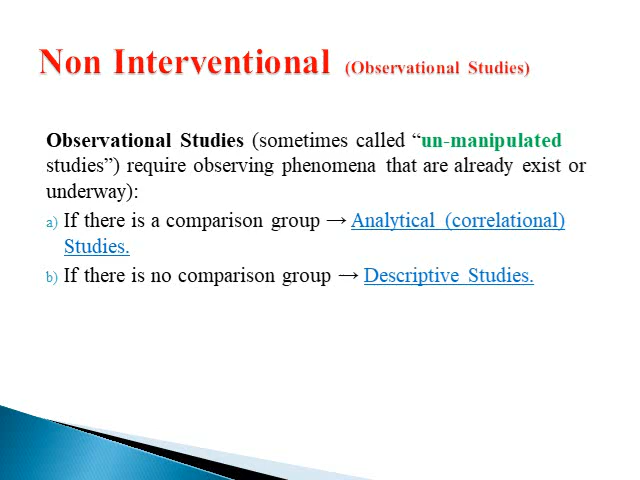 Non Interventional (Observational Studies)
Observational Studies (sometimes called “un-manipulated
studies”) require observing phenomena that are already exist or
underway):
a) If there is a comparison group → Analytical (correlational)
Studies.
b) If there is no comparison group → Descriptive Studies.